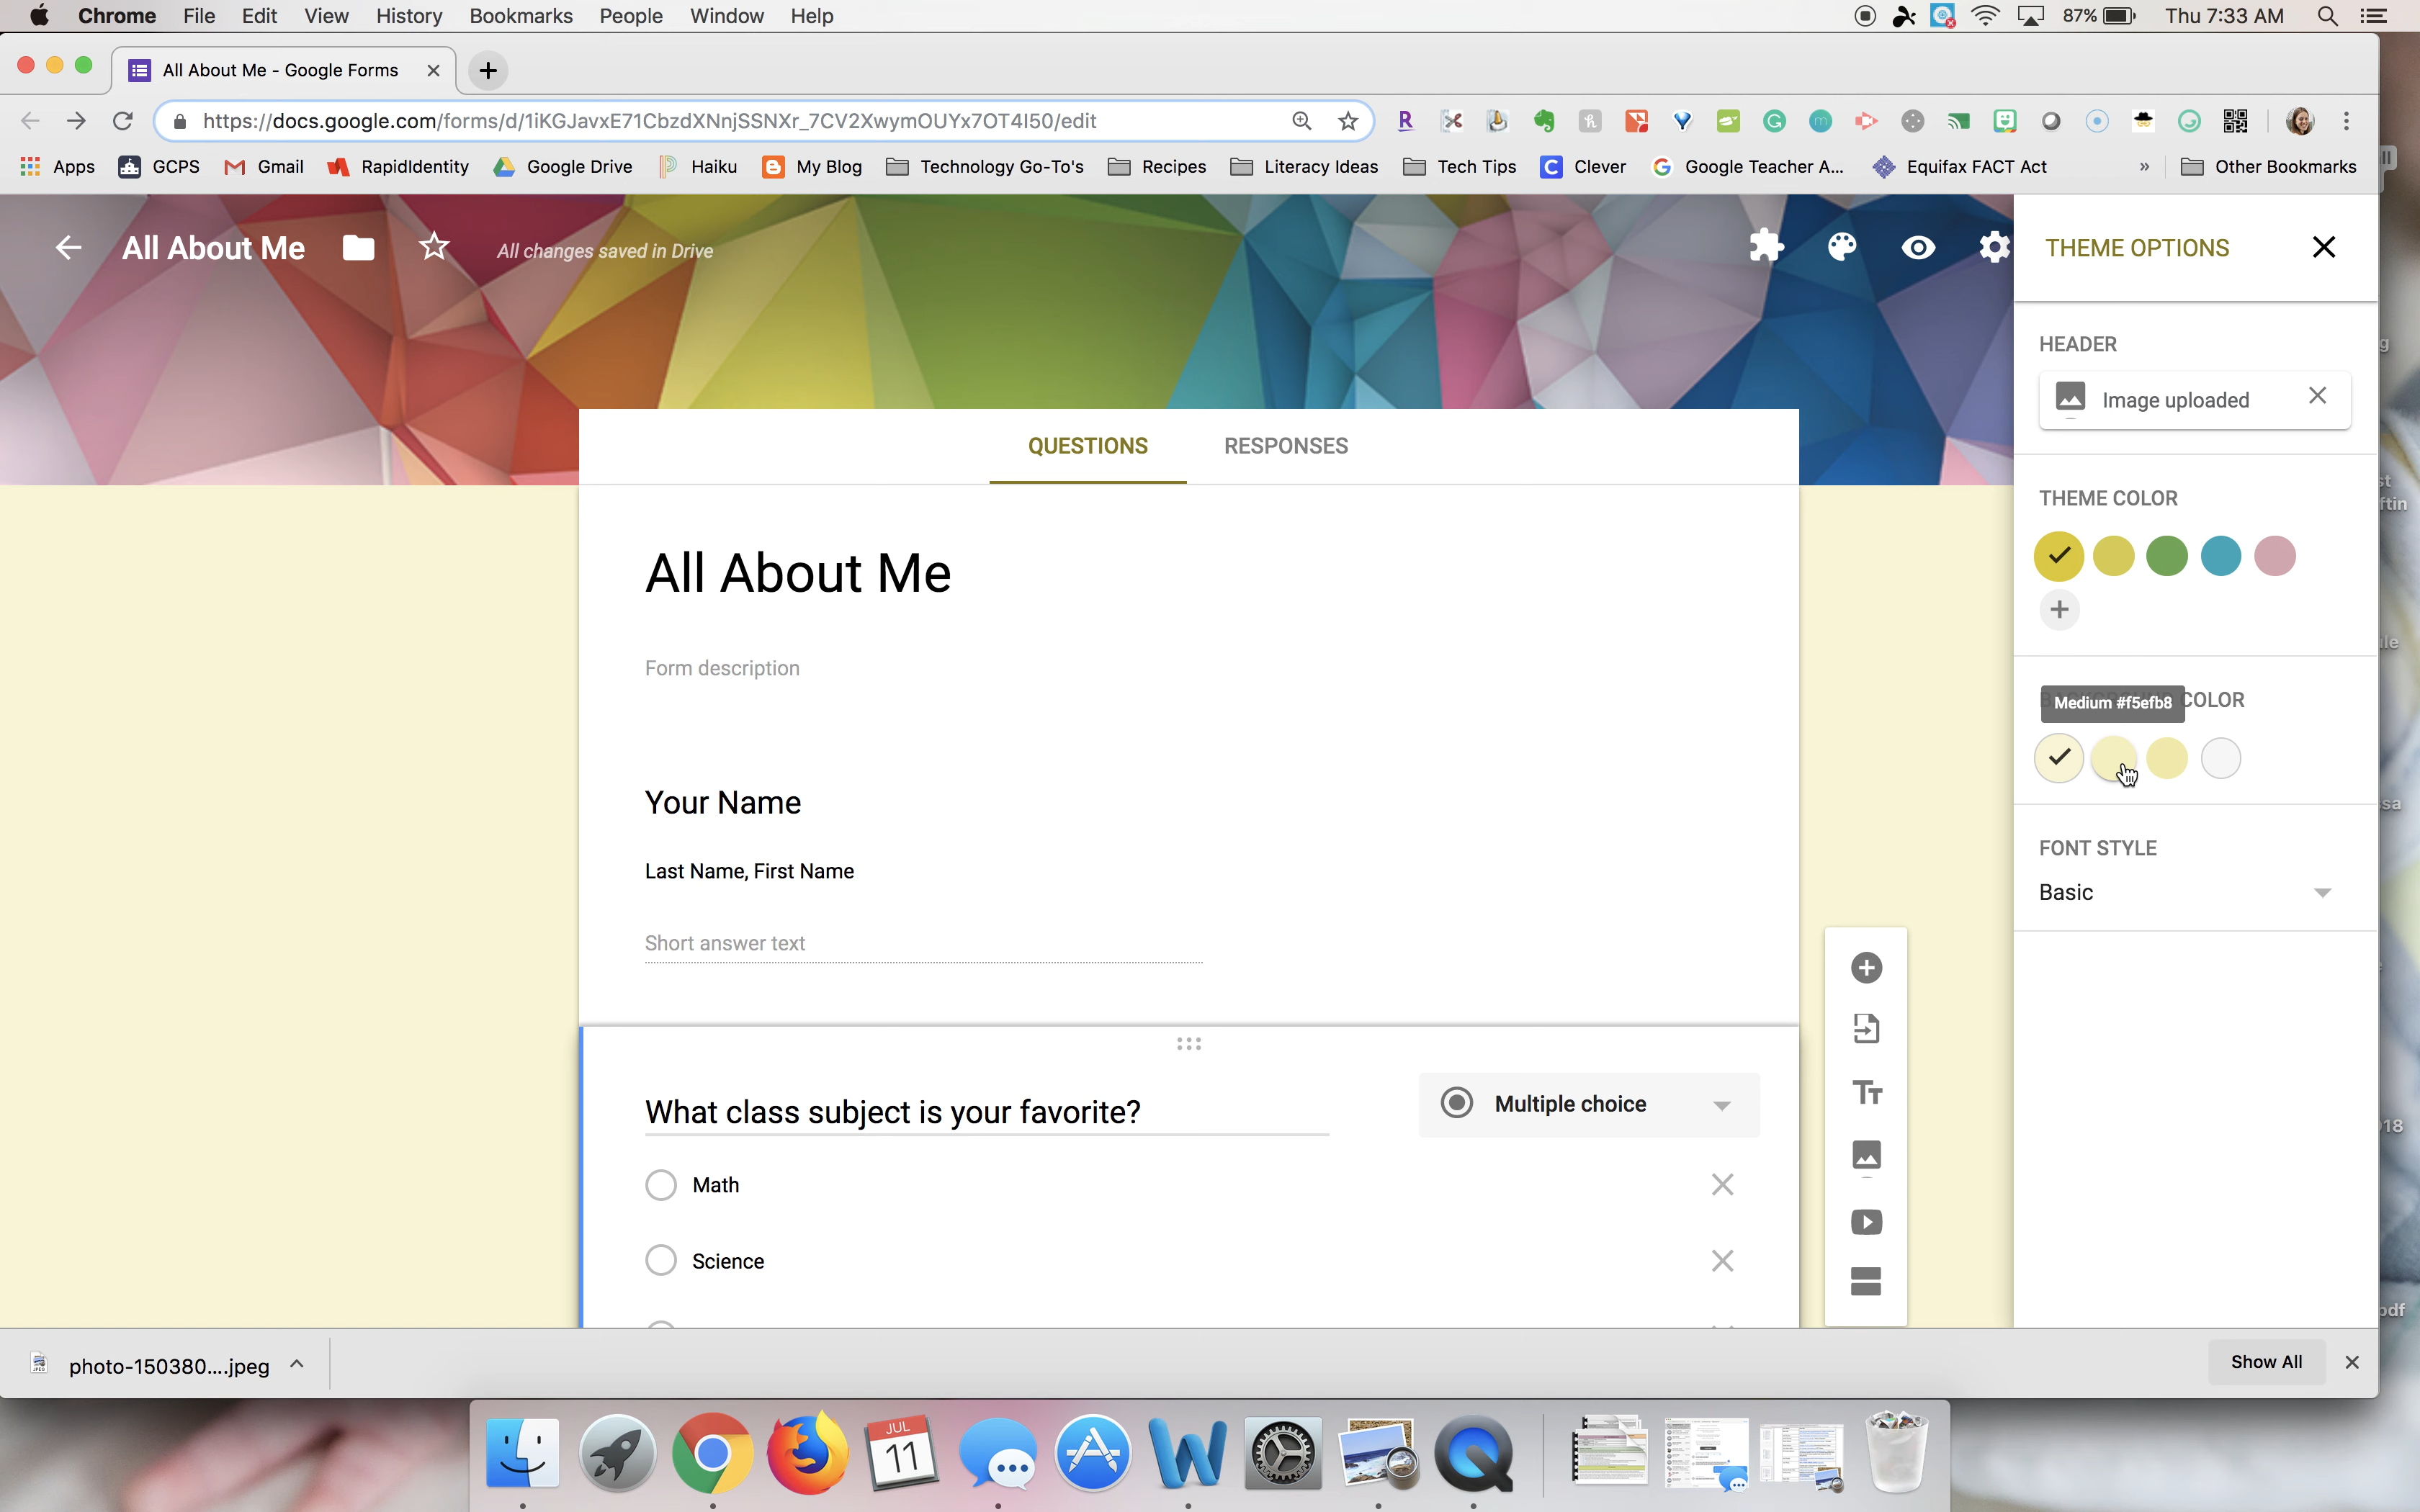 Chrome File Edit View History Bookmarks People Window Help 87% Thu 7:33 AM
All About Me - Google Forms
https://docs.google.com/forms/d/1iKGJavxE71CbzdXNnjSSNXr_7CV2XwymOUYx7OT4I50/edit
Apps GCPS Gmail RapidIdentity Google Drive Haiku My Blog Technology Go-To's Recipes Literacy Ideas Tech Tips Clever Google Teacher A... Equifax FACT Act » Other Bookmarks
All About Me All changes saved in Drive
THEME OPTIONS
HEADER
Image uploaded
QUESTIONS RESPONSES
THEME COLOR
All About Me
Form description
Medium #f5efb8 COLOR
Your Name
Last Name, First Name
Short answer text
FONT STYLE
Basic
What class subject is your favorite?
Multiple choice
Math
Science
photo-150380....jpeg
Show All
JUL
11